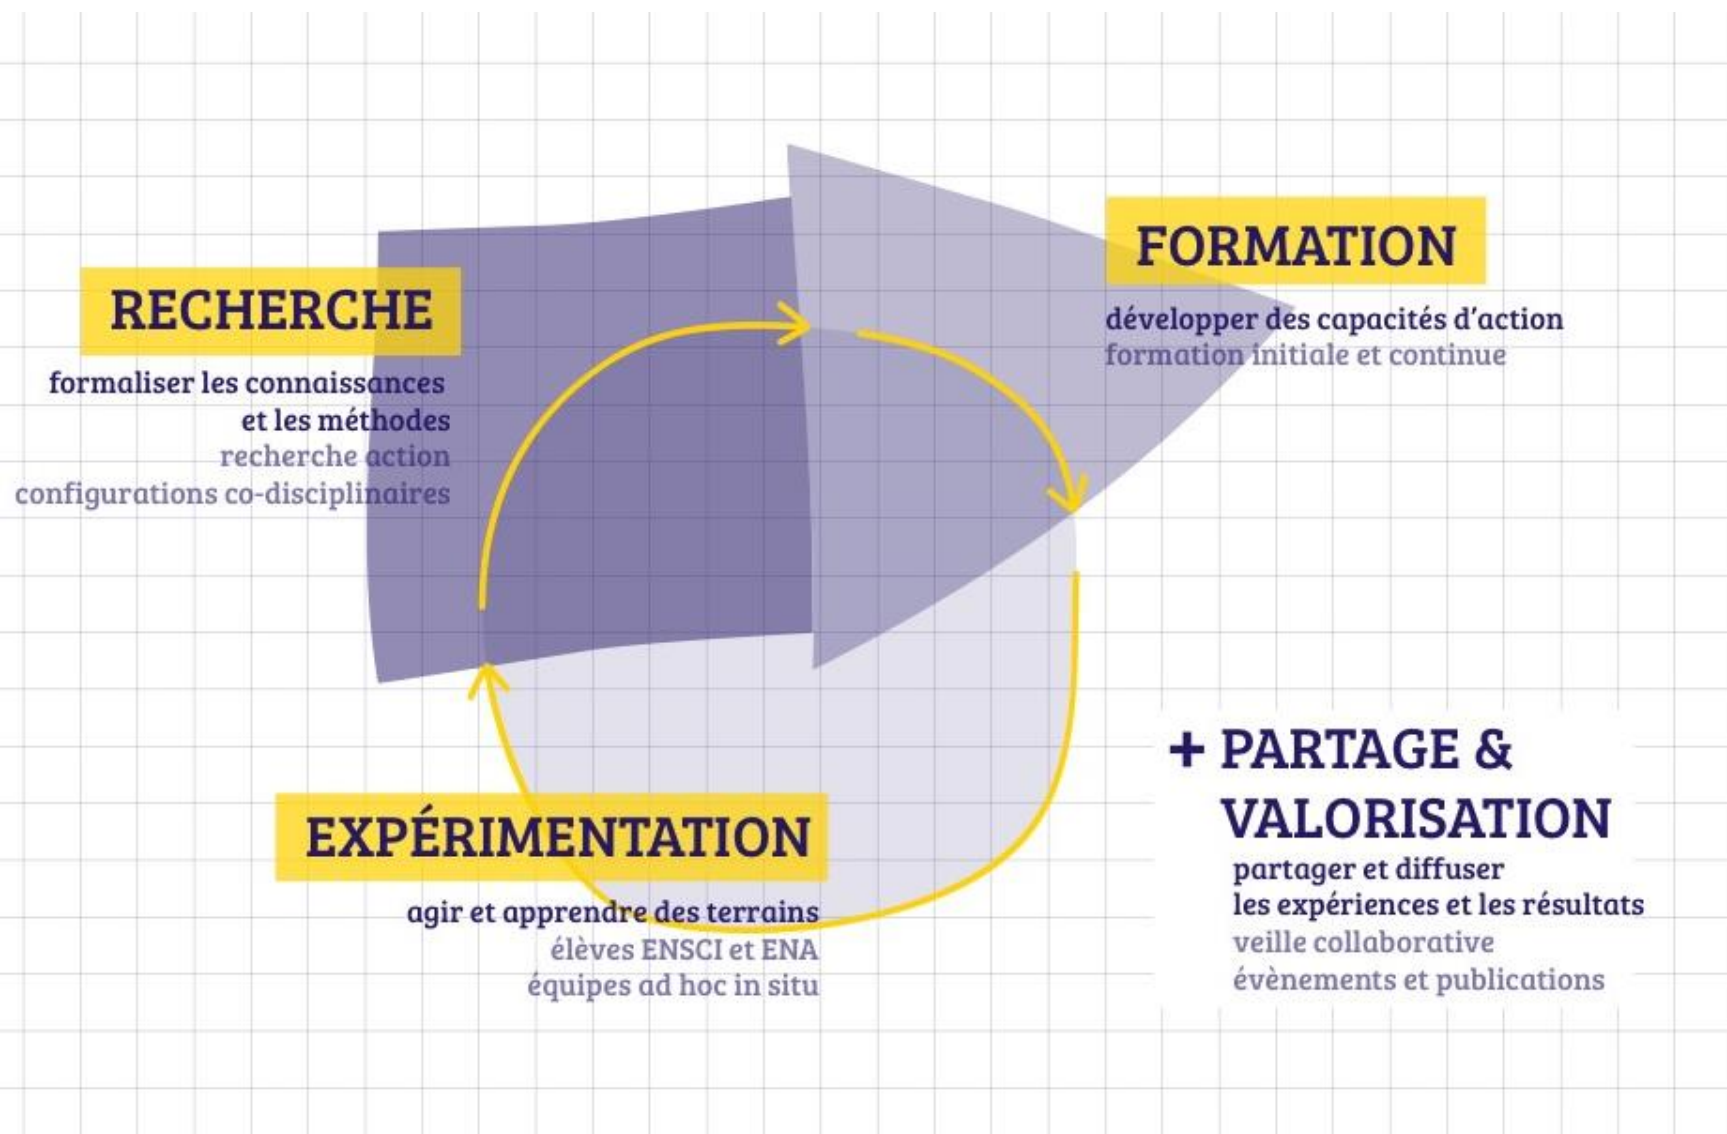 RECHERCHE
formaliser les connaissances
et les méthodes
recherche action
configurations co-disciplinaires
FORMATION
développer des capacités d'action
formation initiale et continue
EXPÉRIMENTATION
agir et apprendre des terrains
élèves ENSCI et ENA
équipes ad hoc in situ
+ PARTAGE &
VALORISATION
partager et diffuser
les expériences et les résultats
veille collaborative
évènements et publications